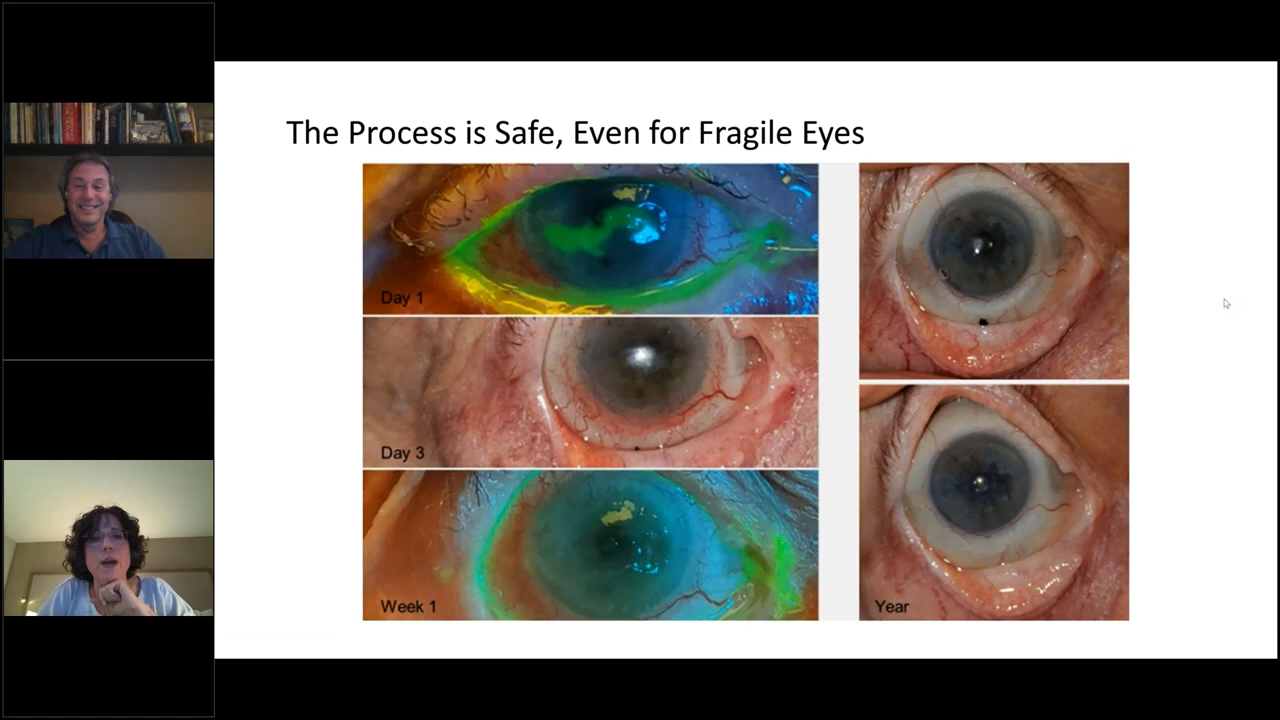 The Process is Safe, Even for Fragile Eyes
Day 1
Day 3
Week 1
Year